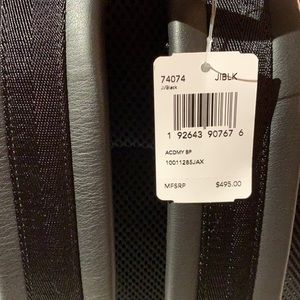 74074 JIBLK
JI/Black
1 92643 90767 6
ACDMY BP
10011285JAX
MFSRP $495.00